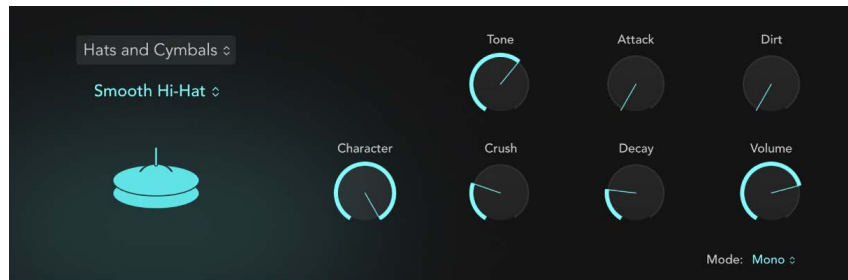 Hats and Cymbals
Smooth Hi-Hat
Tone Attack Dirt
Character Crush Decay Volume
Mode: Mono